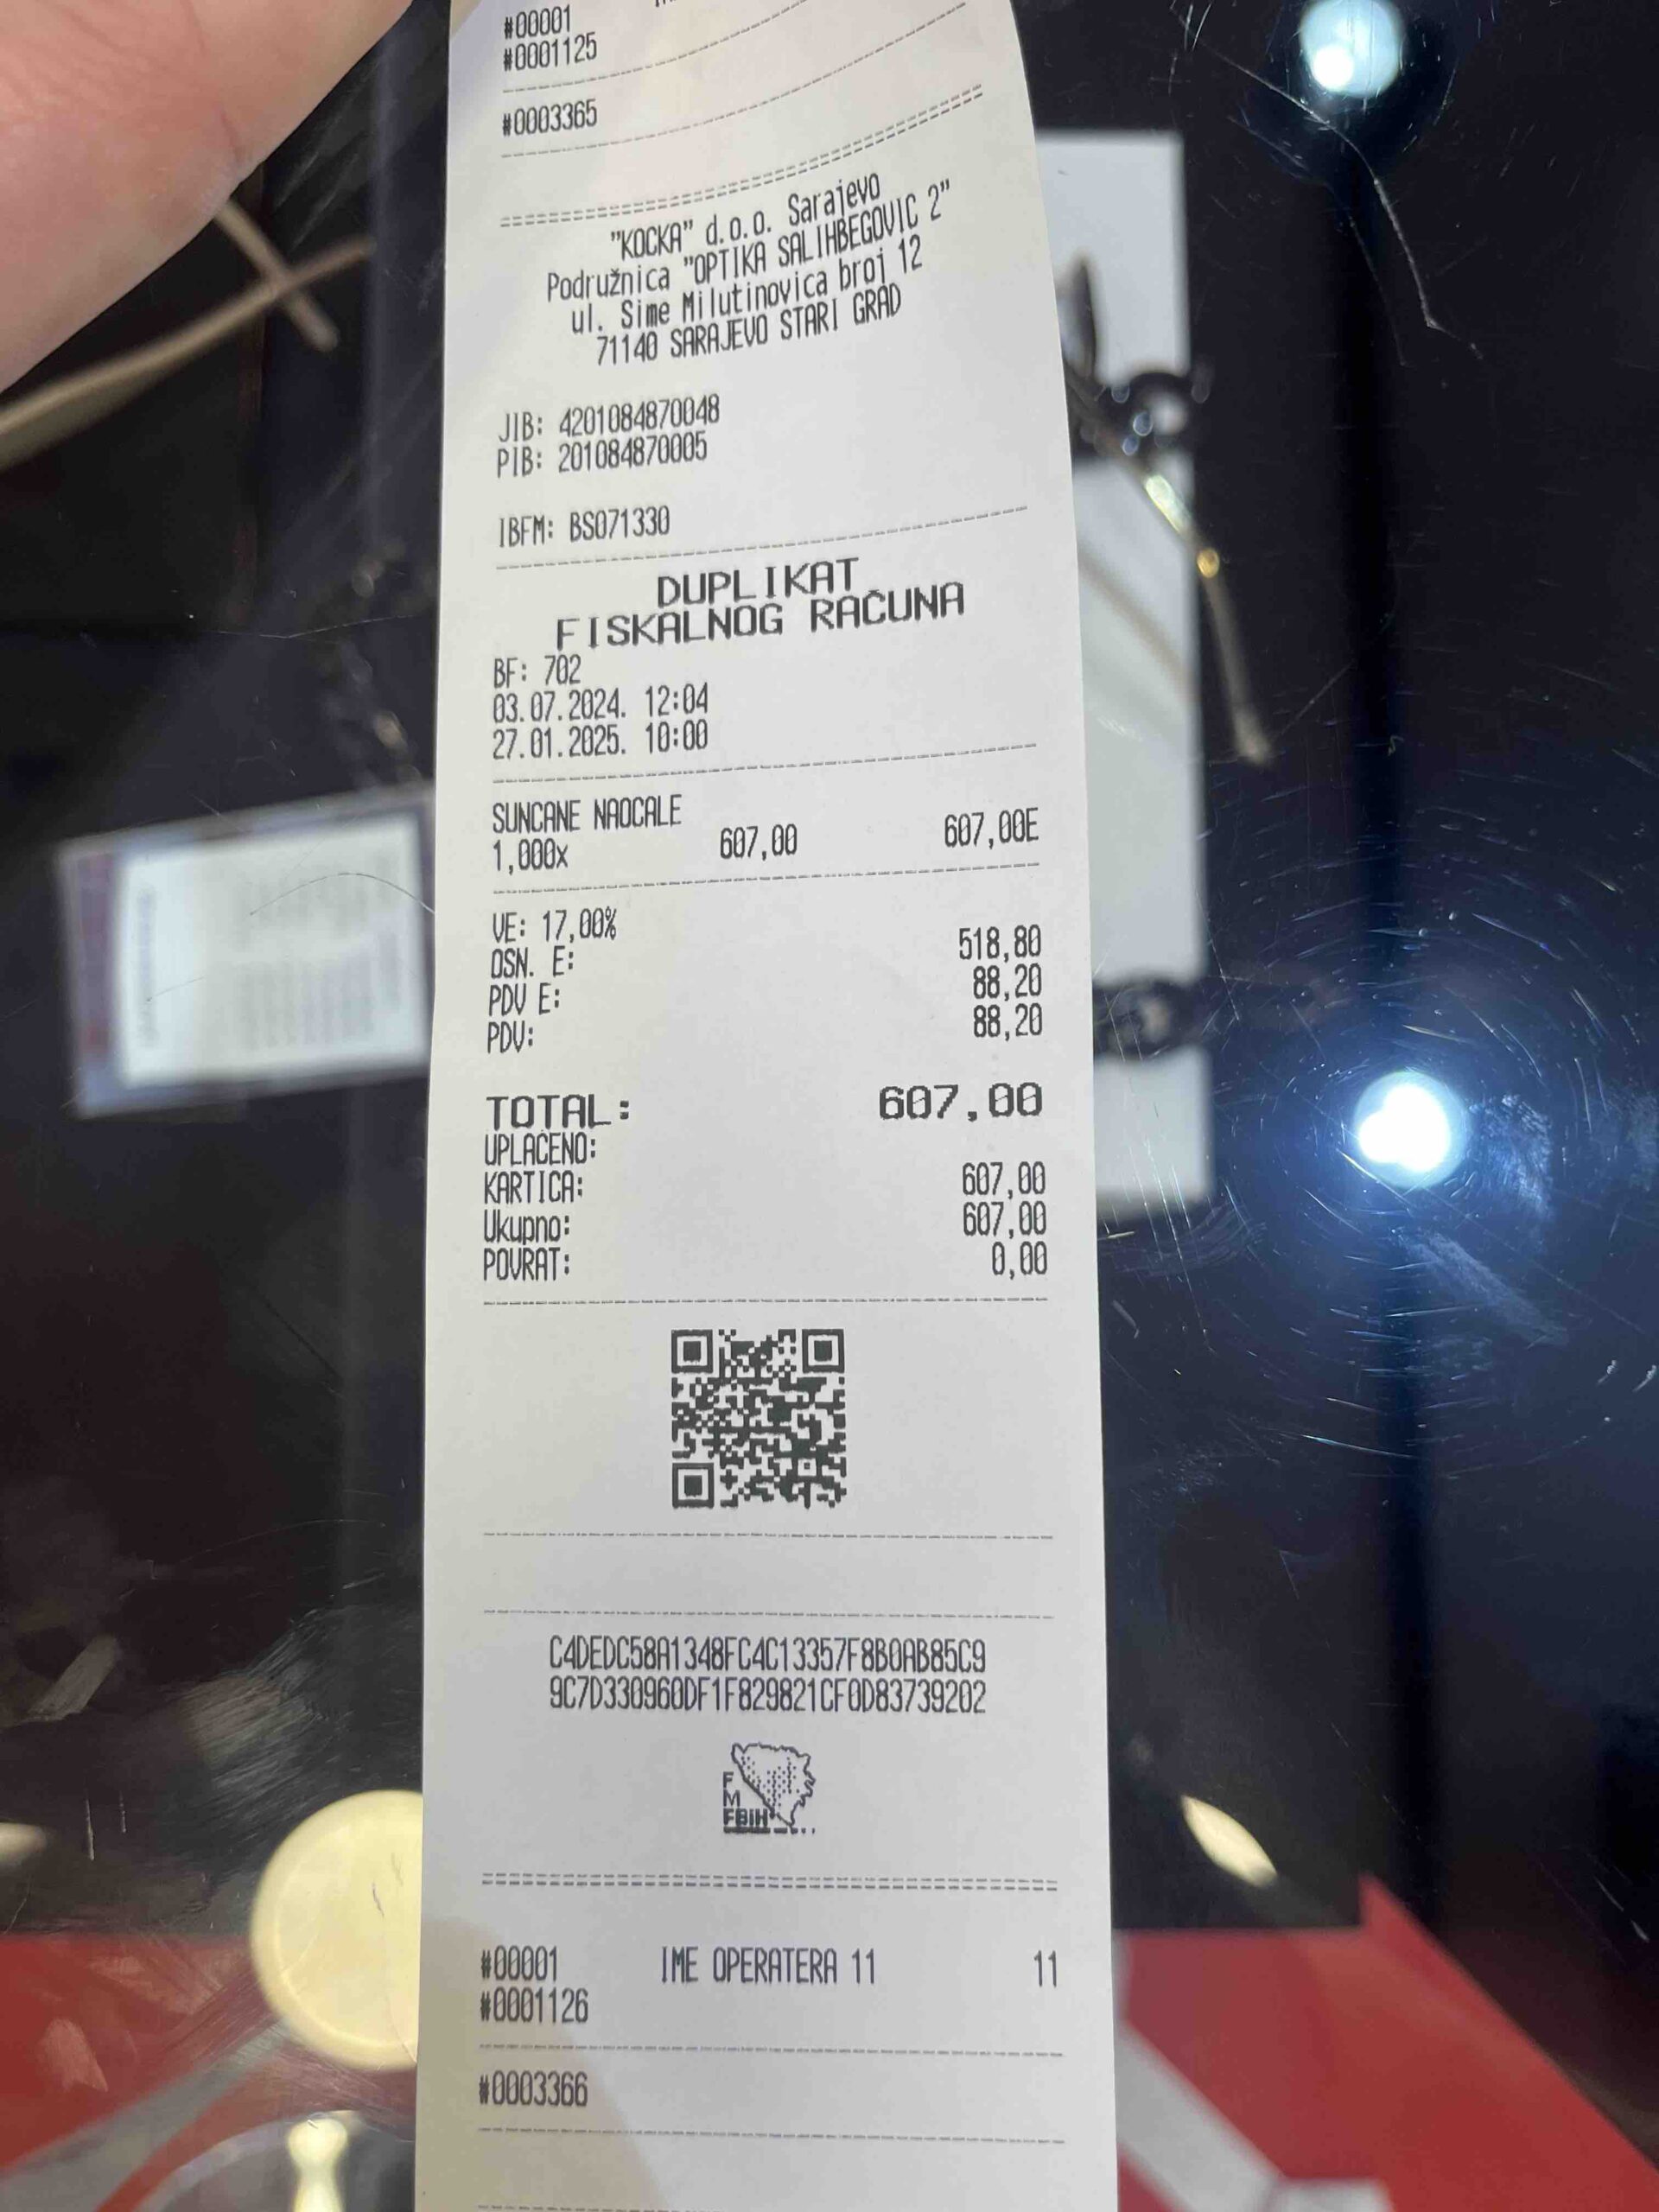 #00001
#0001125
#0003365
"KOCKA" d.o.o. Sarajevo
Podružnica "OPTIKA SALIHBEGOVIC 2"
ul. Sime Milutinovica broj 12
71140 SARAJEVO STARI GRAD
JIB: 4201084870048
PIB: 201084870005
IBFM: BS071330
DUPLIKAT
FISKALNOG RAČUNA
BF: 702
03.07.2024. 12:04
27.01.2025. 10:00
SUNCANE NAOCALE
1,000x 607,00 607,00E
VE: 17,00%
OSN. E: 518,80
PDV E: 88,20
PDV: 88,20
TOTAL: 607,00
UPLAĆENO:
KARTICA: 607,00
Ukupno: 607,00
POVRAT: 0,00
C4DEDC58A1348FC4C13357F8B0AB85C9
9C7D330960DF1F829821CF0D83739202
F
M
FBiH
#00001 IME OPERATERA 11 11
#0001126
#0003366